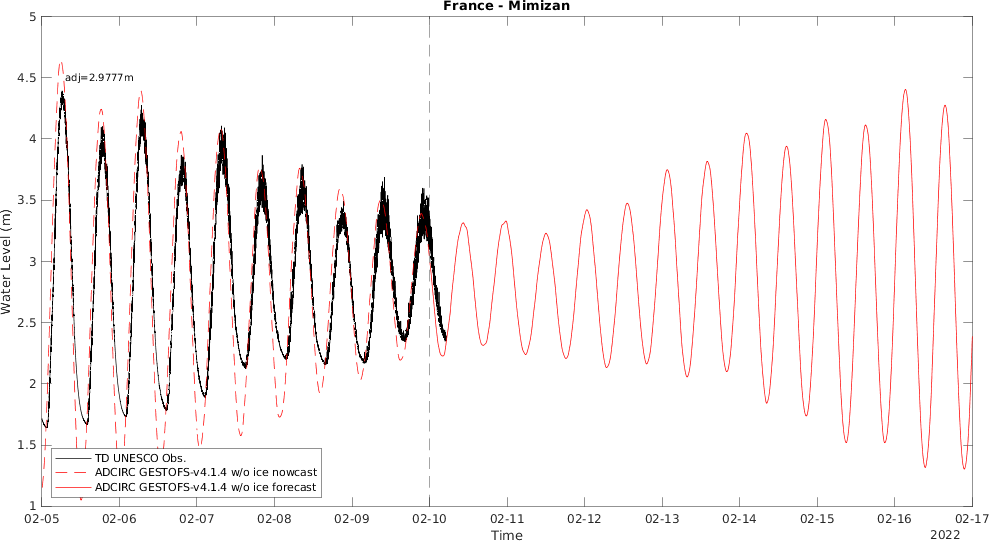 France - Mimizan
5
4.5
4
3.5
3
2.5
2
1.5
1
Water Level (m)
adj=2.9777m
TD UNESCO Obs.
ADCIRC GESTOFS-v4.1.4 w/o ice nowcast
ADCIRC GESTOFS-v4.1.4 w/o ice forecast
02-05 02-06 02-07 02-08 02-09 02-10 02-11 02-12 02-13 02-14 02-15 02-16 02-17
Time
2022